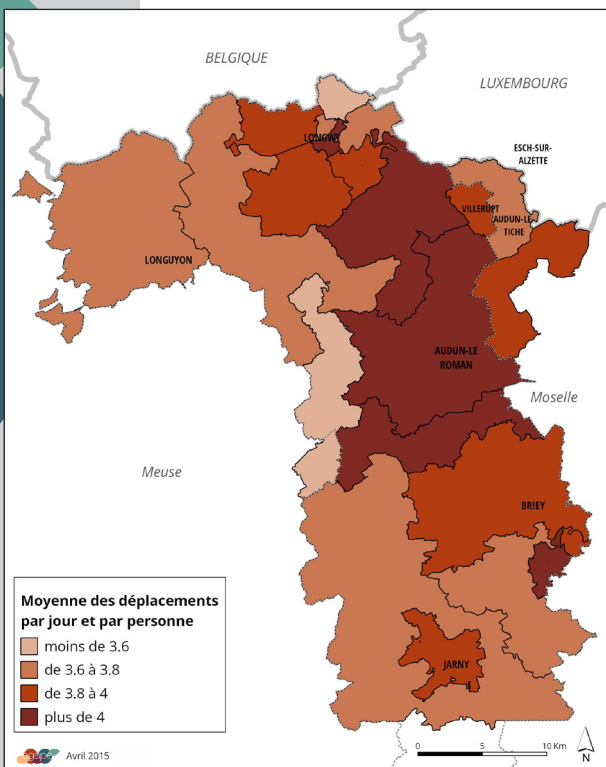 BELGIQUE
LUXEMBOURG
LONGWY
ESCH-SUR-
ALZETTE
VILLERUPT
AUDUN-LE-
TICHE
LONGUYON
AUDUN-LE
ROMAN
Moselle
Meuse
BRIEY
JARNY
Moyenne des déplacements
par jour et par personne
moins de 3.6
de 3.6 à 3.8
de 3.8 à 4
plus de 4
agape Avril 2015
0 5 10 Km
N